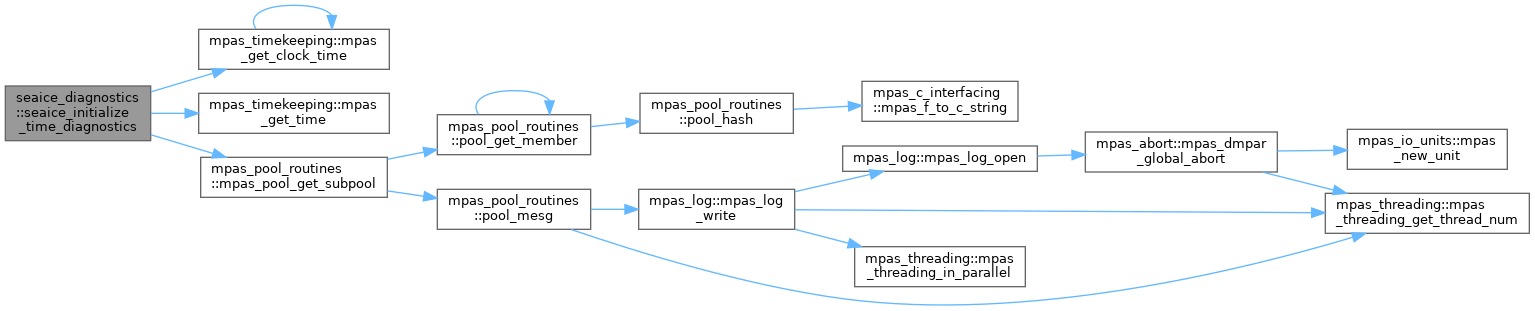 seaice_diagnostics
::seaice_initialize
_time_diagnostics
mpas_timekeeping::mpas
_get_clock_time
mpas_timekeeping::mpas
_get_time
mpas_pool_routines
::mpas_pool_get_subpool
mpas_pool_routines
::pool_get_member
mpas_pool_routines
::pool_mesg
mpas_pool_routines
::pool_hash
mpas_log::mpas_log
_write
mpas_c_interfacing
::mpas_f_to_c_string
mpas_log::mpas_log_open
mpas_threading::mpas
_threading_in_parallel
mpas_abort::mpas_dmpar
_global_abort
mpas_io_units::mpas
_new_unit
mpas_threading::mpas
_threading_get_thread_num